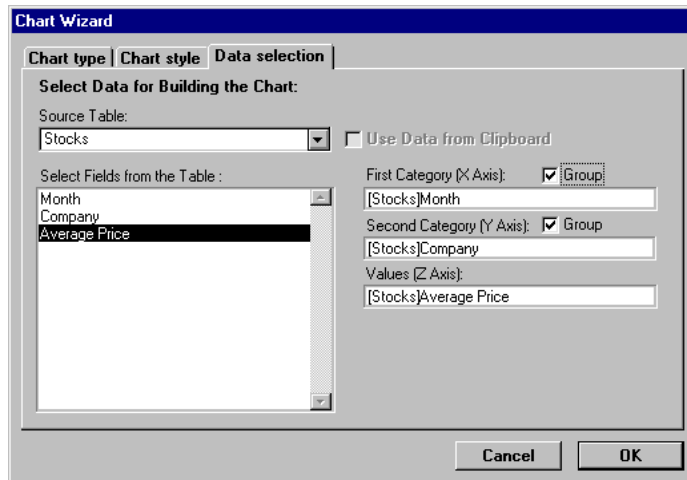 Chart Wizard
Chart type Chart style Data selection
Select Data for Building the Chart:
Source Table:
Stocks
Use Data from Clipboard
Select Fields from the Table :
Month
Company
Average Price
First Category (X Axis): Group
[Stocks]Month
Second Category (Y Axis): Group
[Stocks]Company
Values (Z Axis):
[Stocks]Average Price
Cancel OK